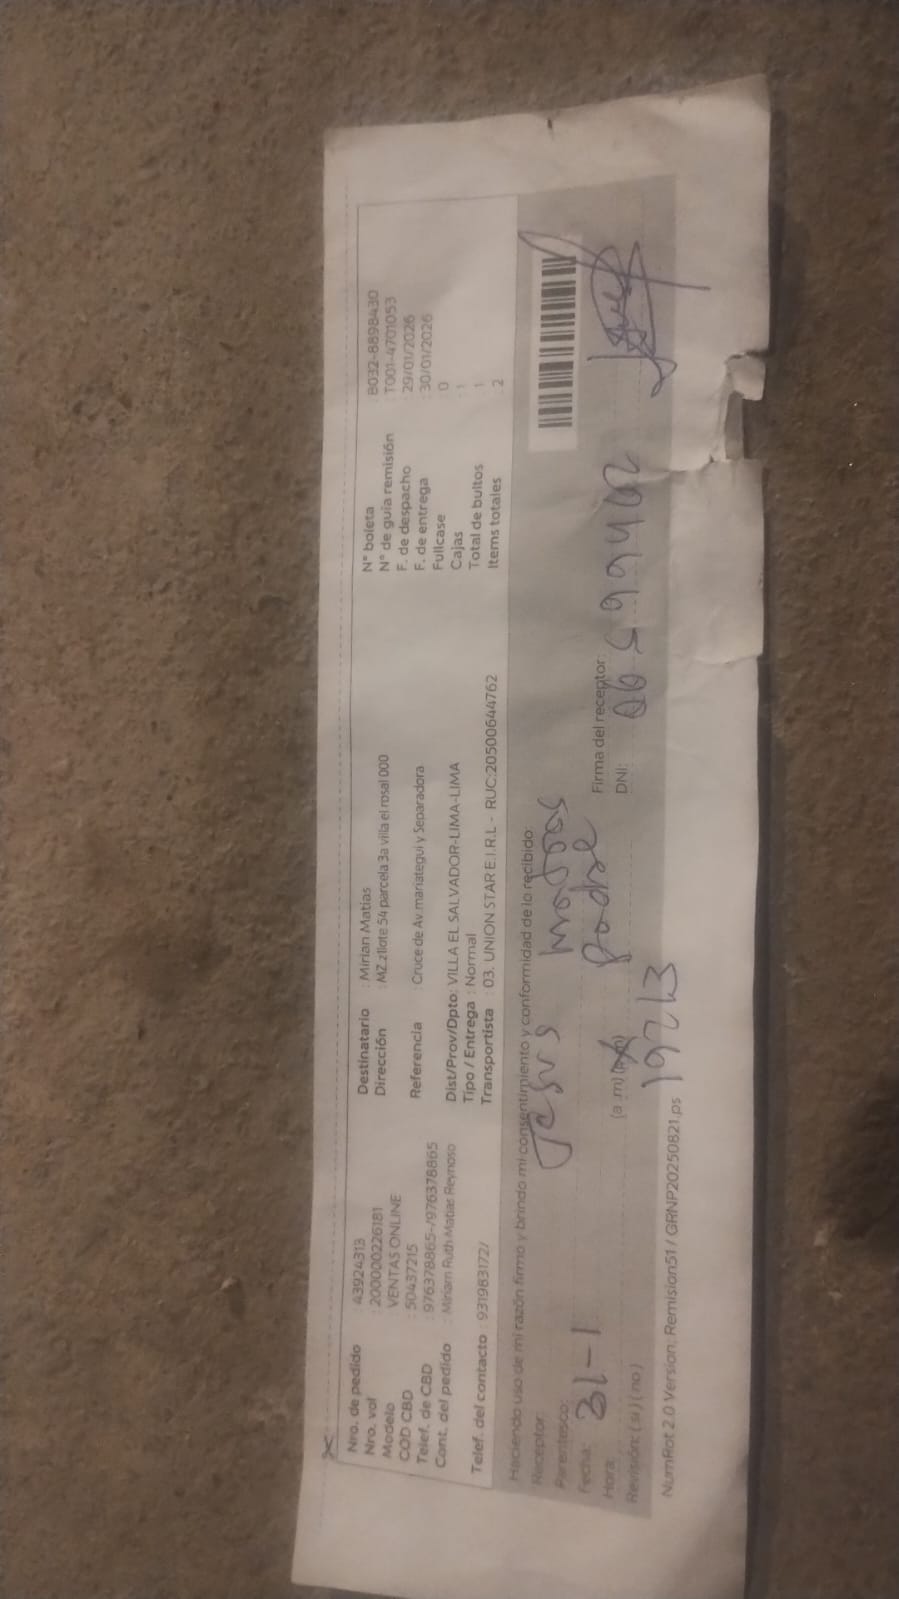 Nro. de pedido : 43924313
Nro. vol : 200000226181
Modelo VENTAS ONLINE
COD CBD : 50437215
Telef. de CBD : 976378865-/976378865
Cont. del pedido : Miriam Ruth Matias Reynoso
Telef. del contacto : 931983172/
Destinatario : Mirian Matias
Dirección : MZ z1lote 54 parcela 3a villa el rosal 000
Referencia : Cruce de Av.mariategui y Separadora
Dist/Prov/Dpto: VILLA EL SALVADOR-LIMA-LIMA
Tipo / Entrega : Normal
Transportista : 03. UNION STAR E.I.R.L - RUC:20500644762
N° boleta : B032-8898430
N° de guía remisión : T001-4701053
F. de despacho : 29/01/2026
F. de entrega : 30/01/2026
Fullcase : 0
Cajas : 1
Total de bultos : 1
Items totales : 2
Haciendo uso de mi razón firmo y brindo mi consentimiento y conformidad de lo recibido:
Receptor: Jesus
Parentesco: Padre
Fecha: 31-1
Hora: (a.m)(p.m)
Revisión: ( si ) ( no )
Firma del receptor:
DNI:
NumRot 2.0 Version: Remision51 / GRNP20250821.ps